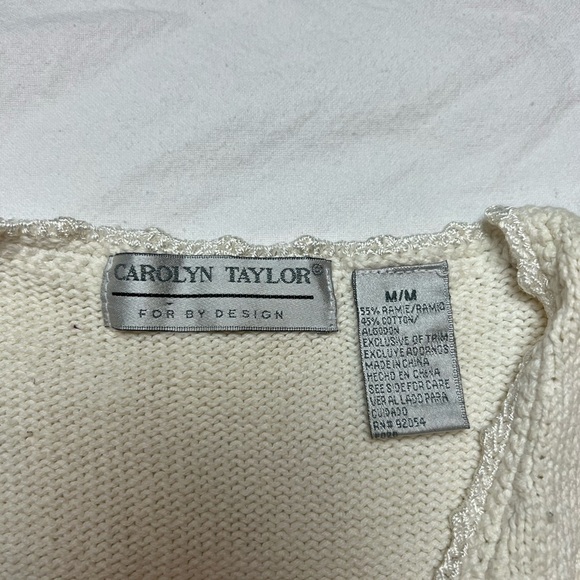 CAROLYN TAYLOR®
FOR BY DESIGN
M/M
55% RAMIE/RAMIO
45% COTTON/
ALGODON
EXCLUSIVE OF TRIM
EXCLUYE ADORNOS
MADE IN CHINA
HECHO EN CHINA
SEE SIDE FOR CARE
VER AL LADO PARA
CUIDADO
RN# 92054